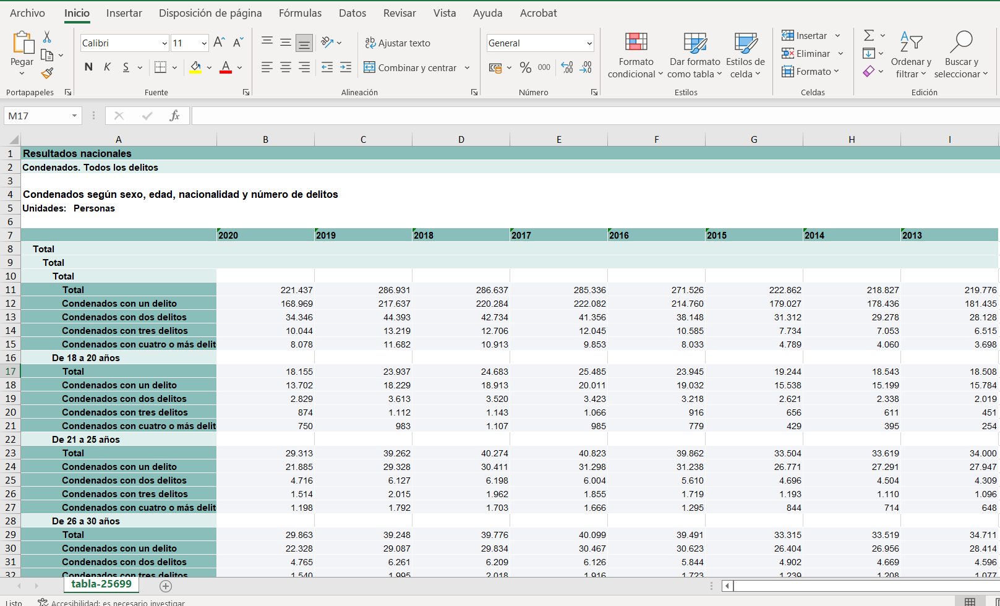 Archivo Inicio Insertar Disposición de página Fórmulas Datos Revisar Vista Ayuda Acrobat
Calibri 11 Ajustar texto General Insertar
Pegar N K S A Combinar y centrar % 000 Formato condicional Dar formato como tabla Estilos de celda Eliminar Formato Ordenar y filtrar Buscar y seleccionar
Portapapeles Fuente Alineación Número Estilos Celdas Edición
M17 fx
A B C D E F G H I
1 Resultados nacionales
2 Condenados. Todos los delitos
3
4 Condenados según sexo, edad, nacionalidad y número de delitos
5 Unidades: Personas
6
7 2020 2019 2018 2017 2016 2015 2014 2013
8 Total
9 Total
10 Total
11 Total 221.437 286.931 286.637 285.336 271.526 222.862 218.827 219.776
12 Condenados con un delito 168.969 217.637 220.284 222.082 214.760 179.027 178.436 181.435
13 Condenados con dos delitos 34.346 44.393 42.734 41.356 38.148 31.312 29.278 28.128
14 Condenados con tres delitos 10.044 13.219 12.706 12.045 10.585 7.734 7.053 6.515
15 Condenados con cuatro o más delit 8.078 11.682 10.913 9.853 8.033 4.789 4.060 3.698
16 De 18 a 20 años
17 Total 18.155 23.937 24.683 25.485 23.945 19.244 18.543 18.508
18 Condenados con un delito 13.702 18.229 18.913 20.011 19.032 15.538 15.199 15.784
19 Condenados con dos delitos 2.829 3.613 3.520 3.423 3.218 2.621 2.338 2.019
20 Condenados con tres delitos 874 1.112 1.143 1.066 916 656 611 451
21 Condenados con cuatro o más delit 750 983 1.107 985 779 429 395 254
22 De 21 a 25 años
23 Total 29.313 39.262 40.274 40.823 39.862 33.504 33.619 34.000
24 Condenados con un delito 21.885 29.328 30.411 31.298 31.238 26.771 27.291 27.947
25 Condenados con dos delitos 4.716 6.127 6.198 6.004 5.610 4.696 4.504 4.309
26 Condenados con tres delitos 1.514 2.015 1.962 1.855 1.719 1.193 1.110 1.096
27 Condenados con cuatro o más delit 1.198 1.792 1.703 1.666 1.295 844 714 648
28 De 26 a 30 años
29 Total 29.863 39.248 39.776 40.099 39.491 33.315 33.519 34.711
30 Condenados con un delito 22.328 29.087 29.834 30.467 30.623 26.404 26.956 28.414
31 Condenados con dos delitos 4.765 6.261 6.209 6.126 5.844 4.902 4.669 4.596
32 Condenados con tres delitos 1.540 1.995 2.018 1.916 1.723 1.239 1.208 1.077
tabla-25699
Listo Accesibilidad: es necesario investigar